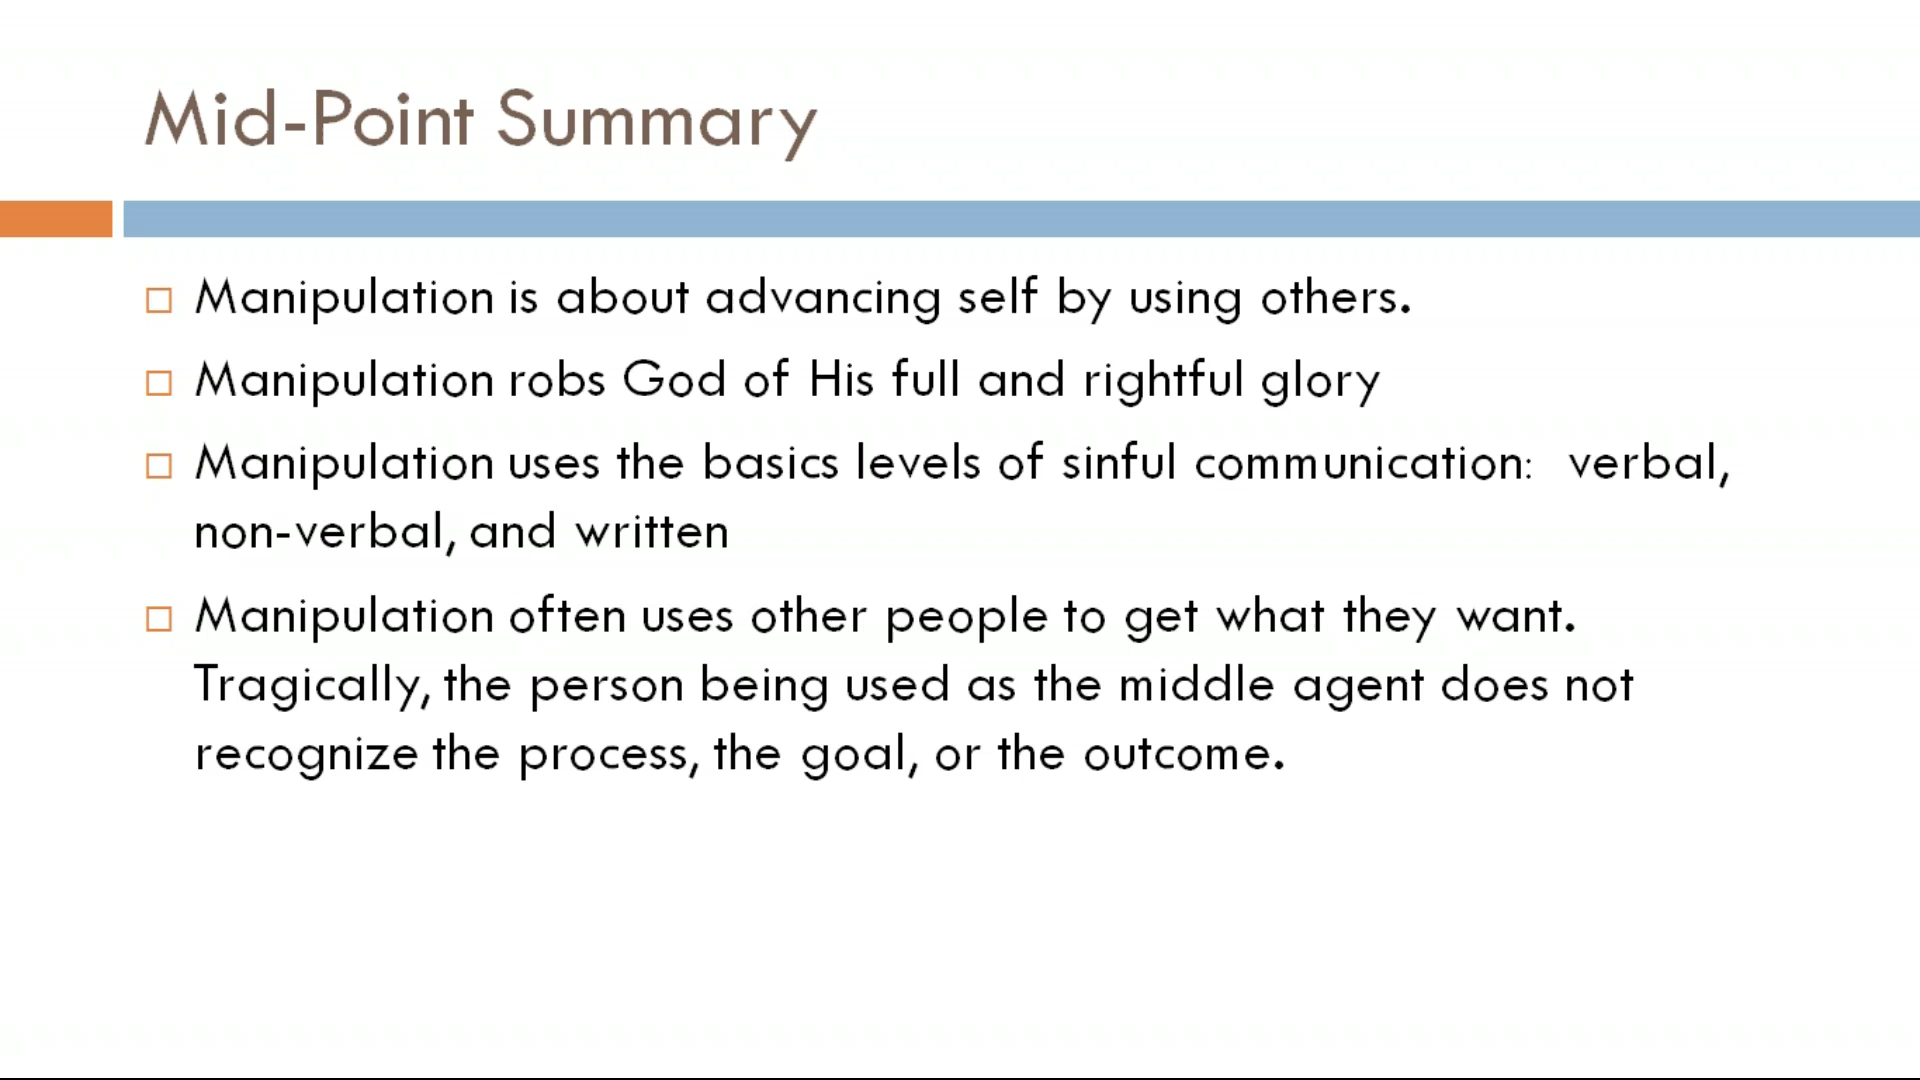 Mid-Point Summary
Manipulation is about advancing self by using others.
Manipulation robs God of His full and rightful glory
Manipulation uses the basics levels of sinful communication:  verbal,
non-verbal, and written
Manipulation often uses other people to get what they want.
Tragically, the person being used as the middle agent does not
recognize the process, the goal, or the outcome.